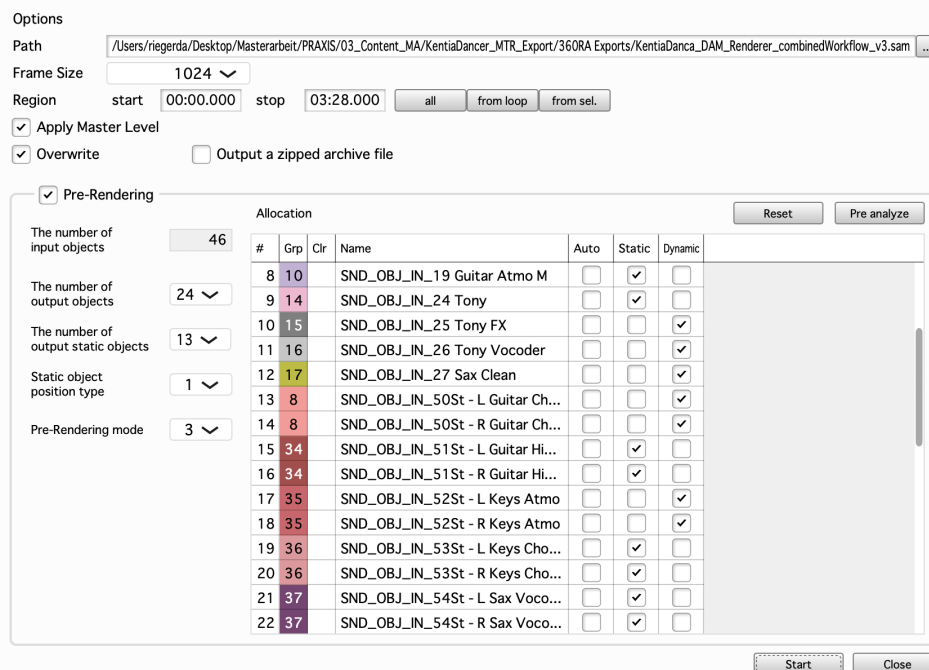 Options
Path /Users/riegerda/Desktop/Masterarbeit/PRAXIS/03_Content_MA/KentiaDancer_MTR_Export/360RA Exports/KentiaDanca_DAM_Renderer_combinedWorkflow_v3.sam ..
Frame Size 1024
Region start 00:00.000 stop 03:28.000 all from loop from sel.
Apply Master Level
Overwrite Output a zipped archive file
Pre-Rendering
Allocation Reset Pre analyze
The number of
input objects 46
The number of
output objects 24
The number of
output static objects 13
Static object
position type 1
Pre-Rendering mode 3
# Grp Clr Name Auto Static Dynamic
8 10 SND_OBJ_IN_19 Guitar Atmo M
9 14 SND_OBJ_IN_24 Tony
10 15 SND_OBJ_IN_25 Tony FX
11 16 SND_OBJ_IN_26 Tony Vocoder
12 17 SND_OBJ_IN_27 Sax Clean
13 8 SND_OBJ_IN_50St - L Guitar Ch...
14 8 SND_OBJ_IN_50St - R Guitar Ch...
15 34 SND_OBJ_IN_51St - L Guitar Hi...
16 34 SND_OBJ_IN_51St - R Guitar Hi...
17 35 SND_OBJ_IN_52St - L Keys Atmo
18 35 SND_OBJ_IN_52St - R Keys Atmo
19 36 SND_OBJ_IN_53St - L Keys Cho...
20 36 SND_OBJ_IN_53St - R Keys Cho...
21 37 SND_OBJ_IN_54St - L Sax Voco...
22 37 SND_OBJ_IN_54St - R Sax Voco...
Start Close